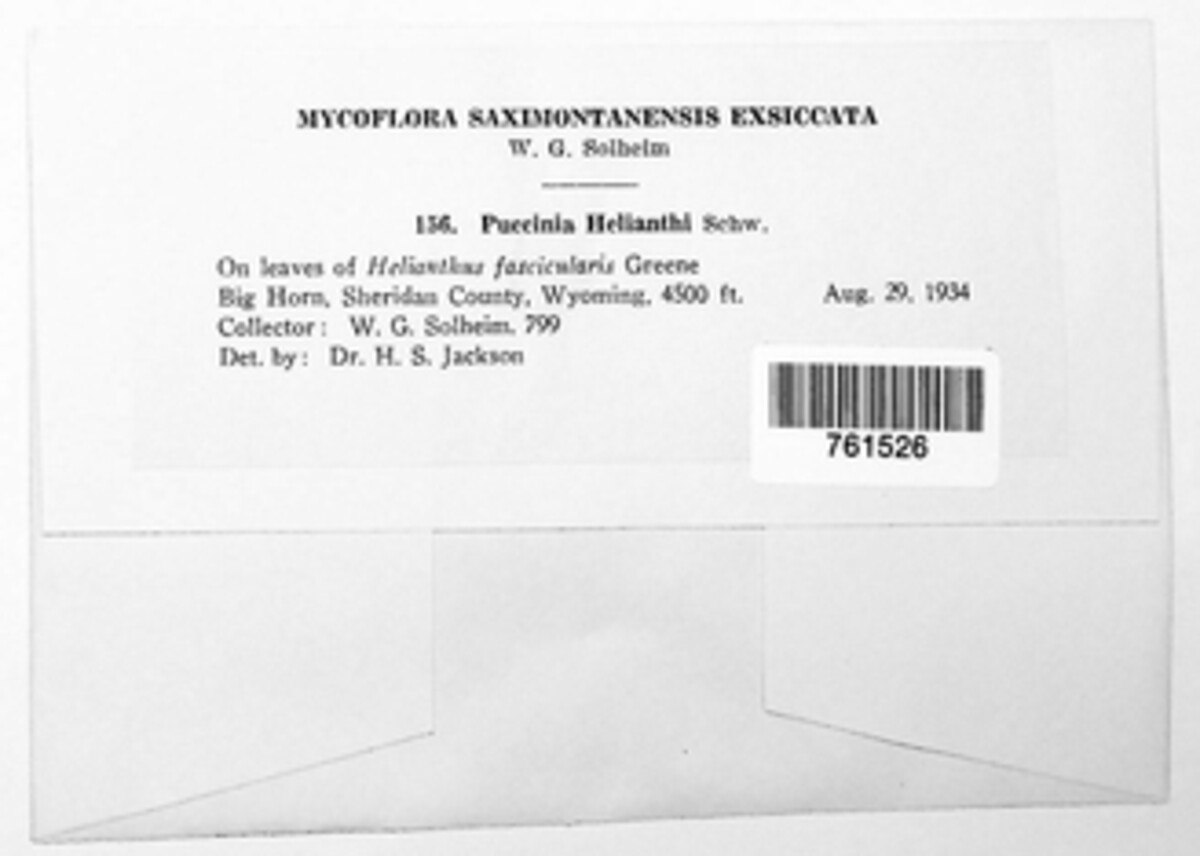 MYCOFLORA SAXIMONTANENSIS EXSICCATA
W. G. Solheim
156. Puccinia Helianthi Schw.
On leaves of Helianthus fascicularis Greene
Big Horn, Sheridan County, Wyoming, 4500 ft. Aug. 29, 1934
Collector: W. G. Solheim. 799
Det. by: Dr. H. S. Jackson
761526